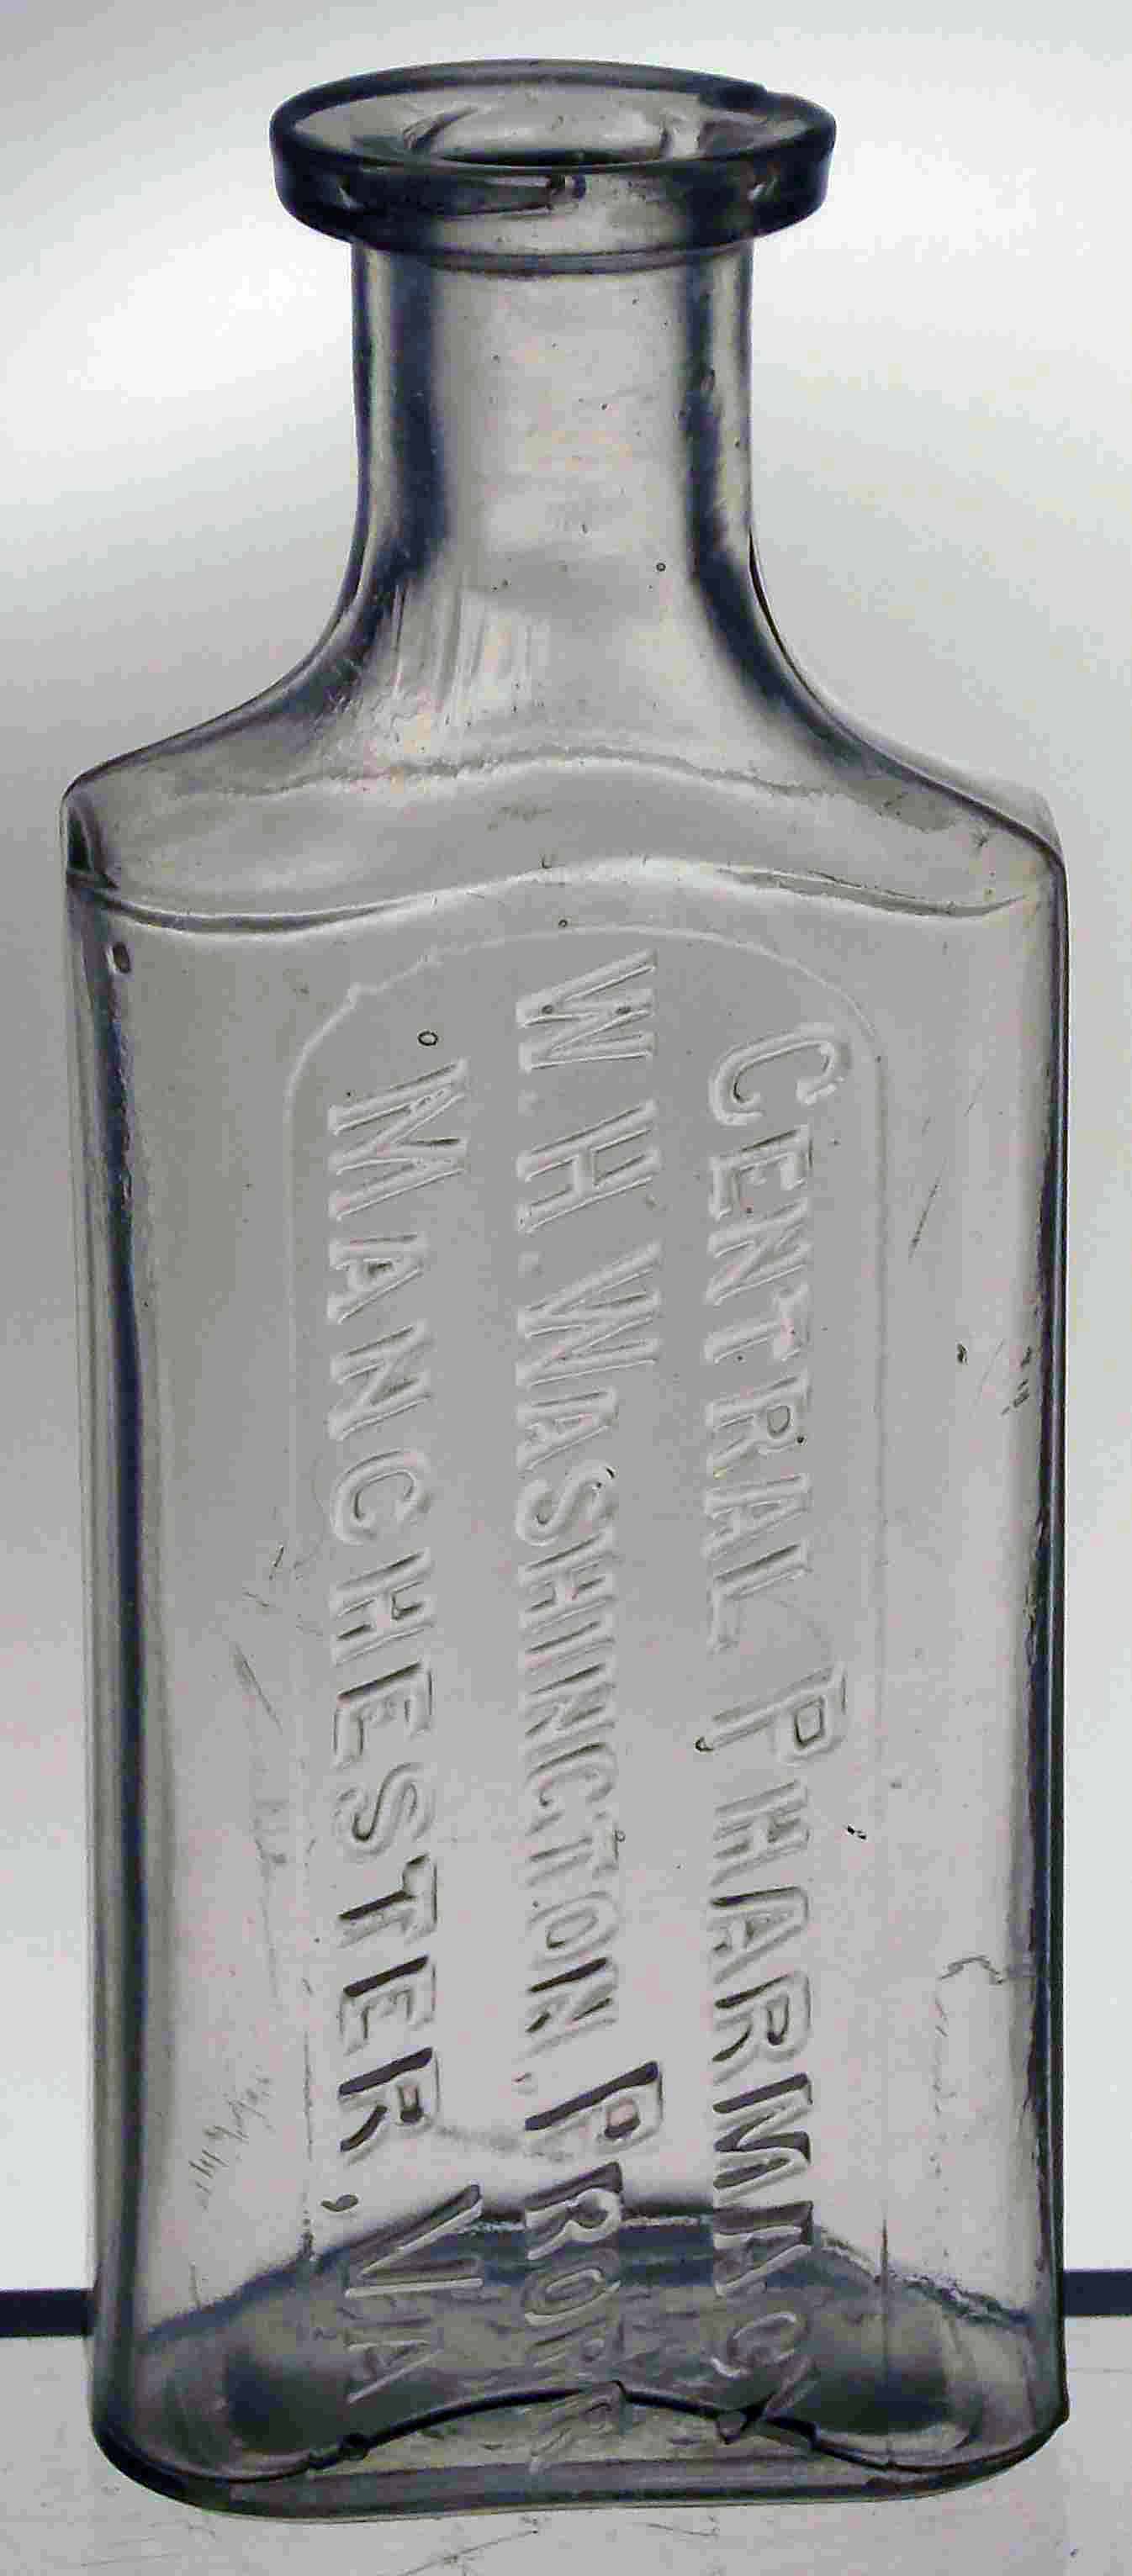 CENTRAL PHARMACY
W. H. WASHINGTON, PROP'R
MANCHESTER, VA